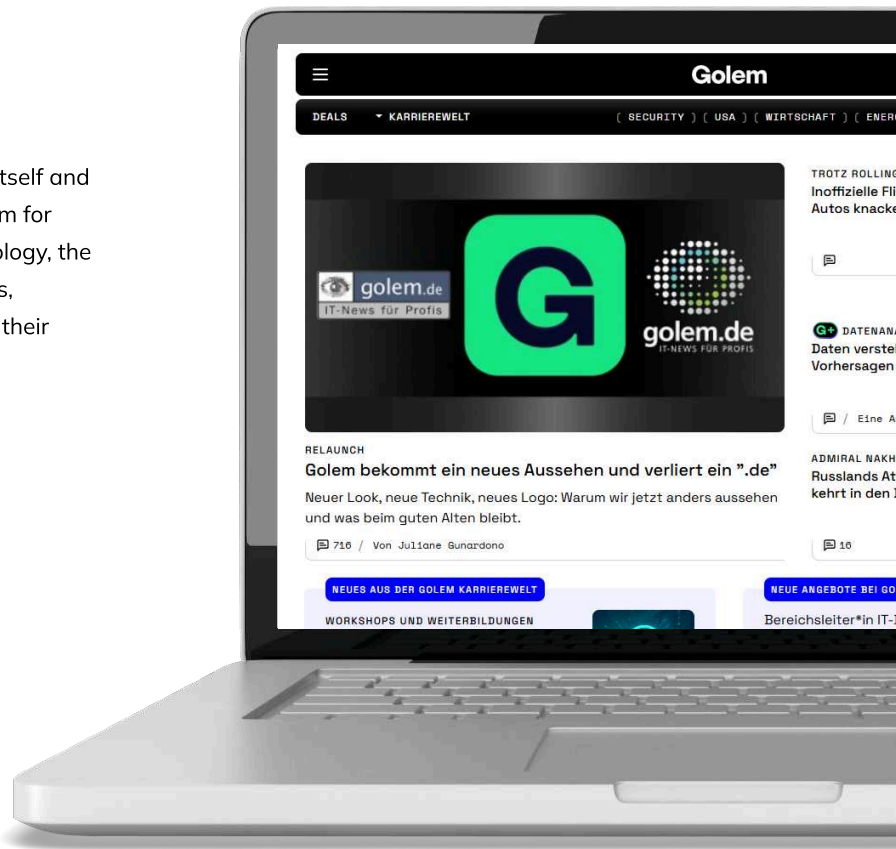 tself and
m for
ology, the
s,
their
Golem
DEALS
KARRIEREWELT
( SECURITY ) ( USA ) ( WIRTSCHAFT ) ( ENER
golem.de
IT-News für Profis
G
golem.de
IT-NEWS FÜR PROFIS
RELAUNCH
Golem bekommt ein neues Aussehen und verliert ein ".de"
Neuer Look, neue Technik, neues Logo: Warum wir jetzt anders aussehen
und was beim guten Alten bleibt.
716 / Von Juliane Gunardono
TROTZ ROLLING
Inoffizielle Fli
Autos knacke
G+ DATENANA
Daten verste
Vorhersagen
/ Eine A
ADMIRAL NAKH
Russlands At
kehrt in den
16
NEUES AUS DER GOLEM KARRIEREWELT
WORKSHOPS UND WEITERBILDUNGEN
NEUE ANGEBOTE BEI GO
Bereichsleiter*in IT-